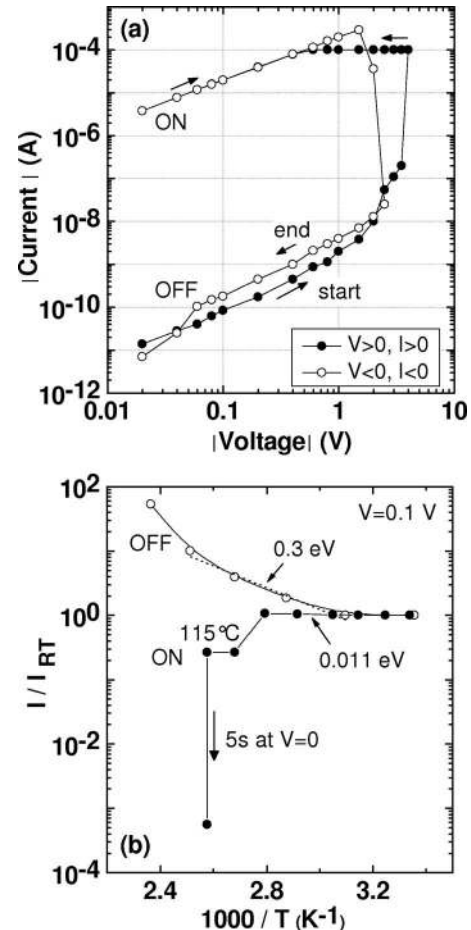 (a)
|Current| (A)
10⁻⁴
10⁻⁶
10⁻⁸
10⁻¹⁰
10⁻¹²
ON
OFF
end
start
V>0, I>0
V<0, I<0
0.01
0.1
1
10
|Voltage| (V)
10²
10⁰
10⁻²
10⁻⁴
I / I_RT
V=0.1 V
OFF
0.3 eV
115°C
ON
0.011 eV
5s at V=0
(b)
2.4
2.8
3.2
1000 / T (K⁻¹)